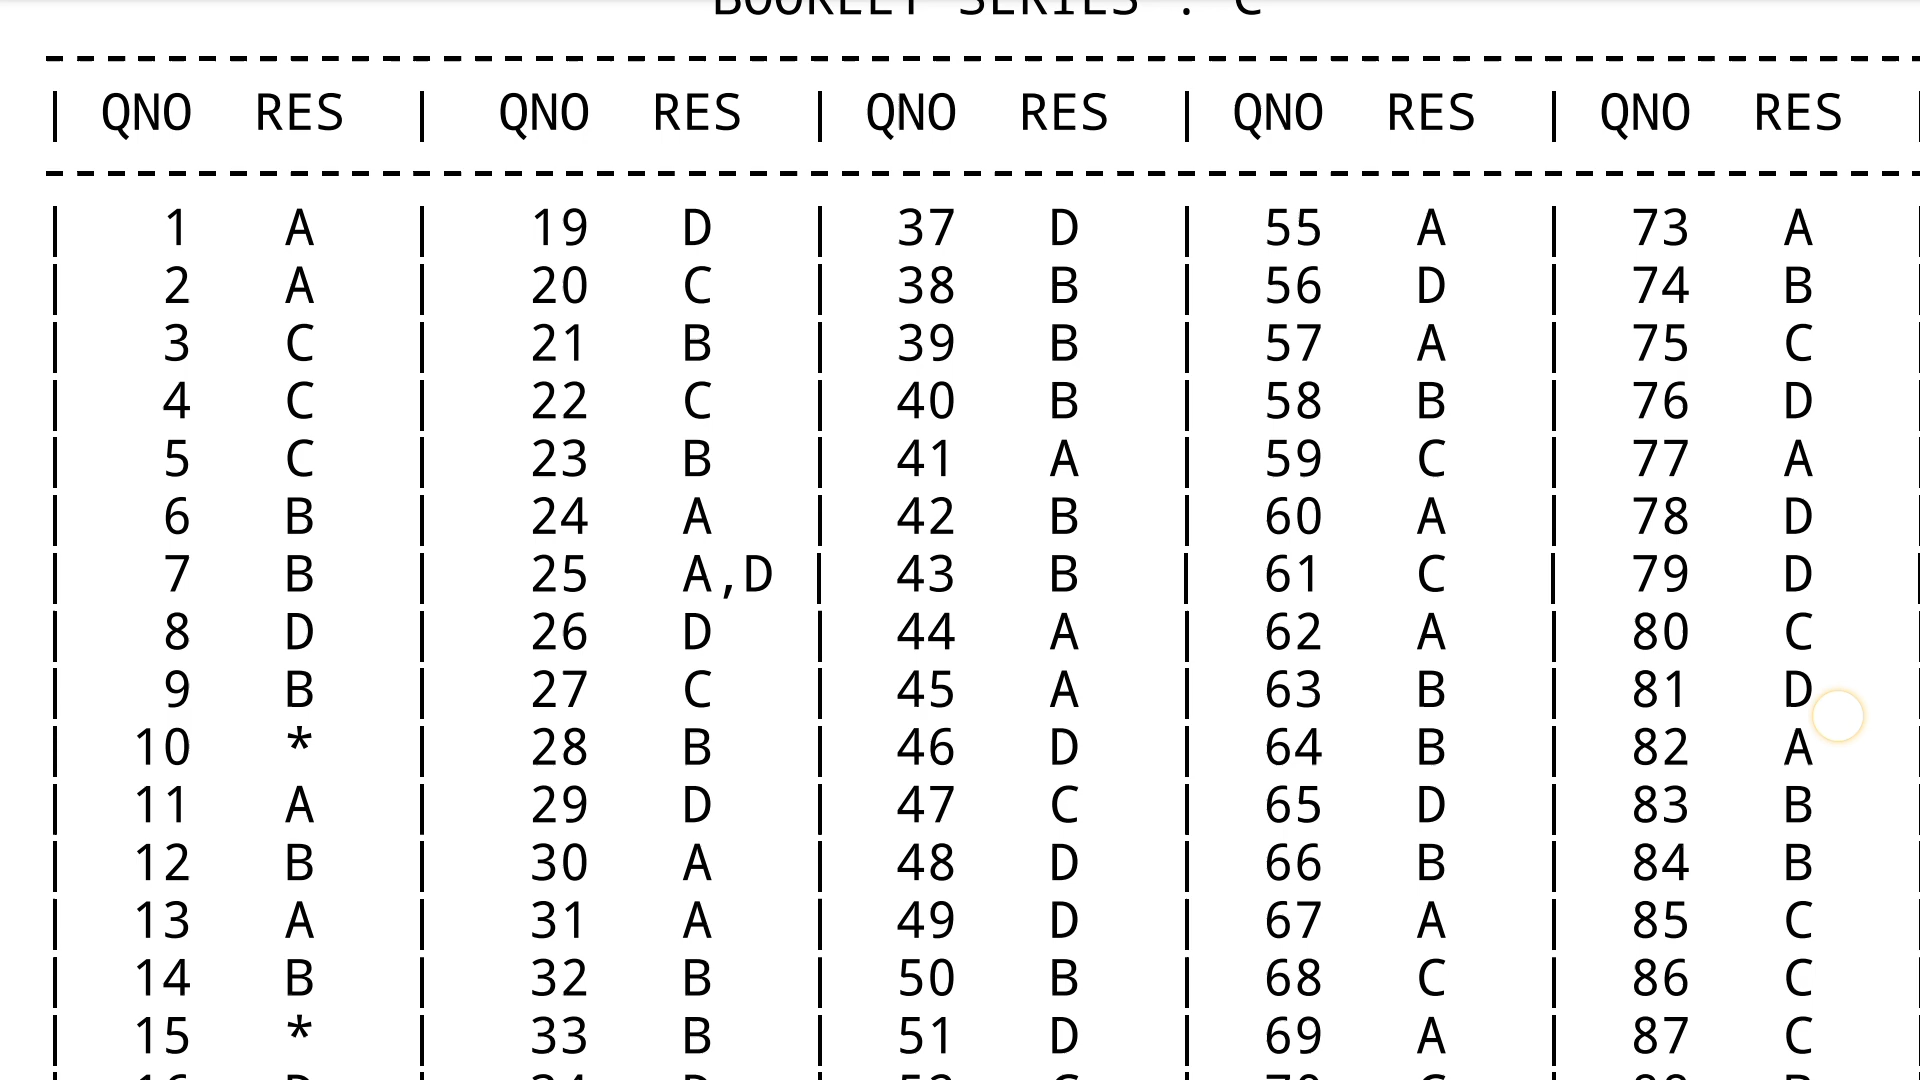 BOOKLET SERIES : C
--------------------------------------------------------------
| QNO RES | QNO RES | QNO RES | QNO RES | QNO RES |
--------------------------------------------------------------
| 1 A | 19 D | 37 D | 55 A | 73 A |
| 2 A | 20 C | 38 B | 56 D | 74 B |
| 3 C | 21 B | 39 B | 57 A | 75 C |
| 4 C | 22 C | 40 B | 58 B | 76 D |
| 5 C | 23 B | 41 A | 59 C | 77 A |
| 6 B | 24 A | 42 B | 60 A | 78 D |
| 7 B | 25 A,D | 43 B | 61 C | 79 D |
| 8 D | 26 D | 44 A | 62 A | 80 C |
| 9 B | 27 C | 45 A | 63 B | 81 D |
| 10 * | 28 B | 46 D | 64 B | 82 A |
| 11 A | 29 D | 47 C | 65 D | 83 B |
| 12 B | 30 A | 48 D | 66 B | 84 B |
| 13 A | 31 A | 49 D | 67 A | 85 C |
| 14 B | 32 B | 50 B | 68 C | 86 C |
| 15 * | 33 B | 51 D | 69 A | 87 C |